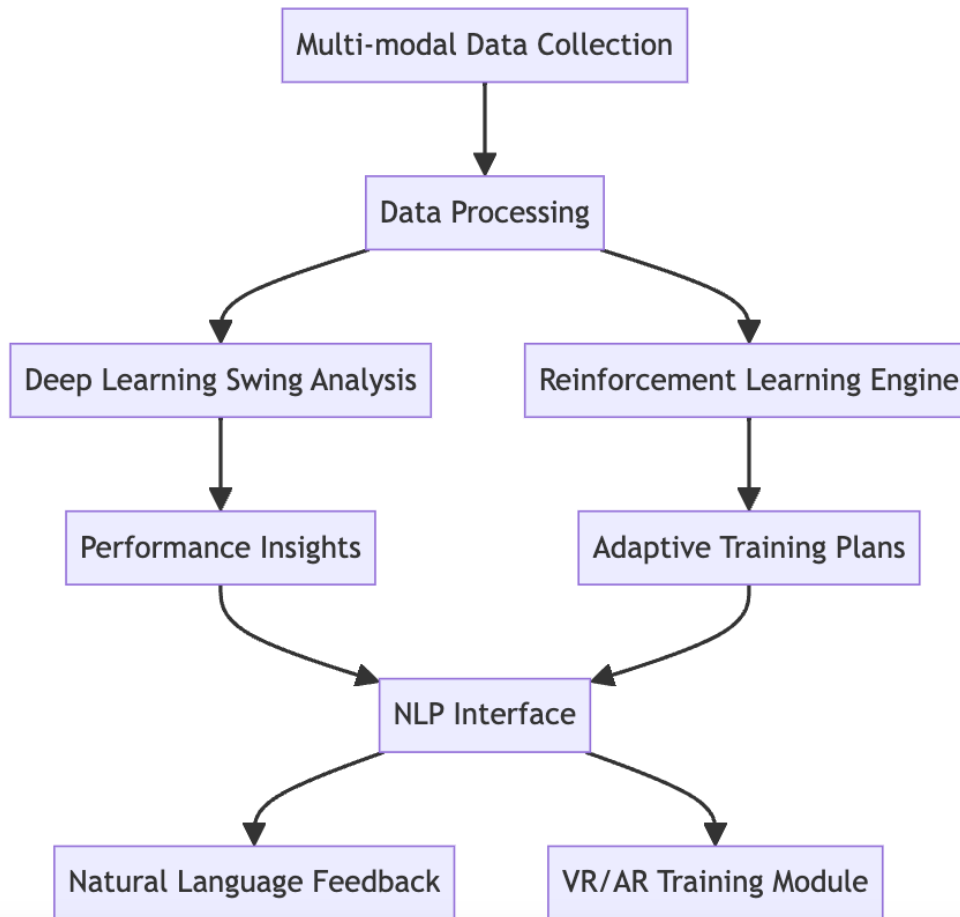 Multi-modal Data Collection
Data Processing
Deep Learning Swing Analysis
Reinforcement Learning Engine
Performance Insights
Adaptive Training Plans
NLP Interface
Natural Language Feedback
VR/AR Training Module